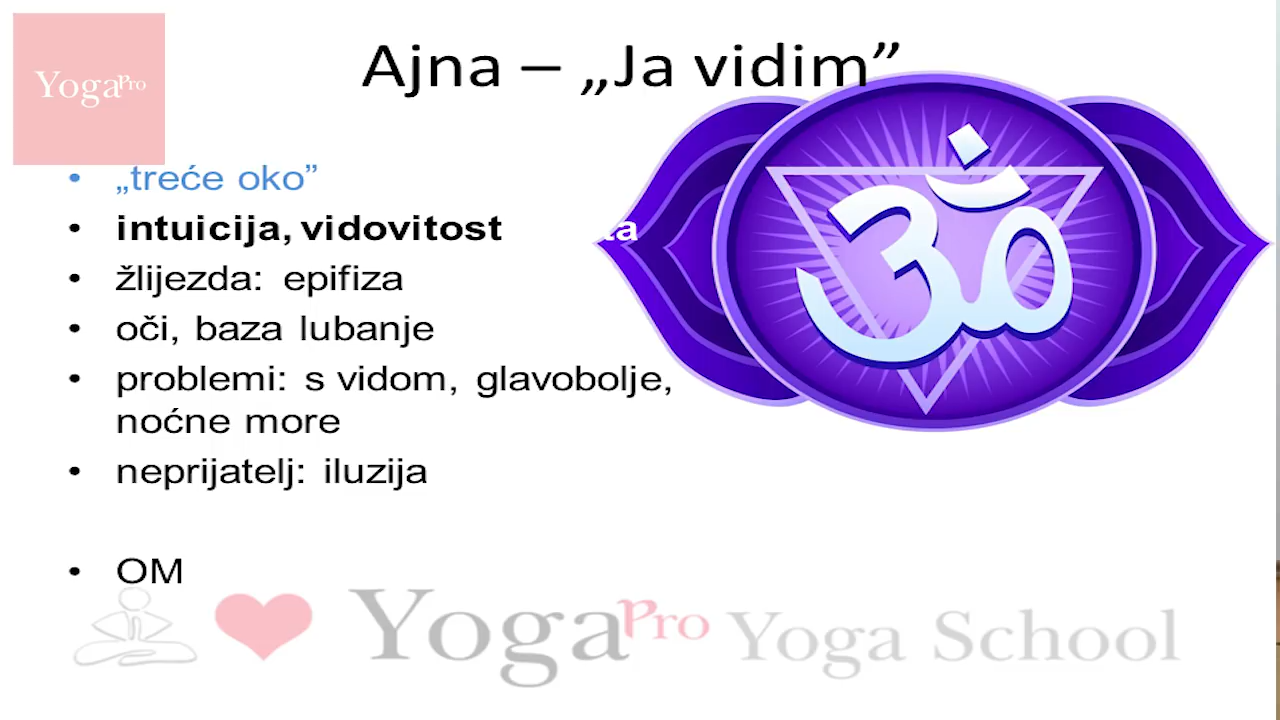 YogaPro
Ajna – „Ja vidim”
• „treće oko”
• intuicija, vidovitost
• žlijezda: epifiza
• oči, baza lubanje
• problemi: s vidom, glavobolje,
noćne more
• neprijatelj: iluzija
• OM
ॐ
YogaPro Yoga School